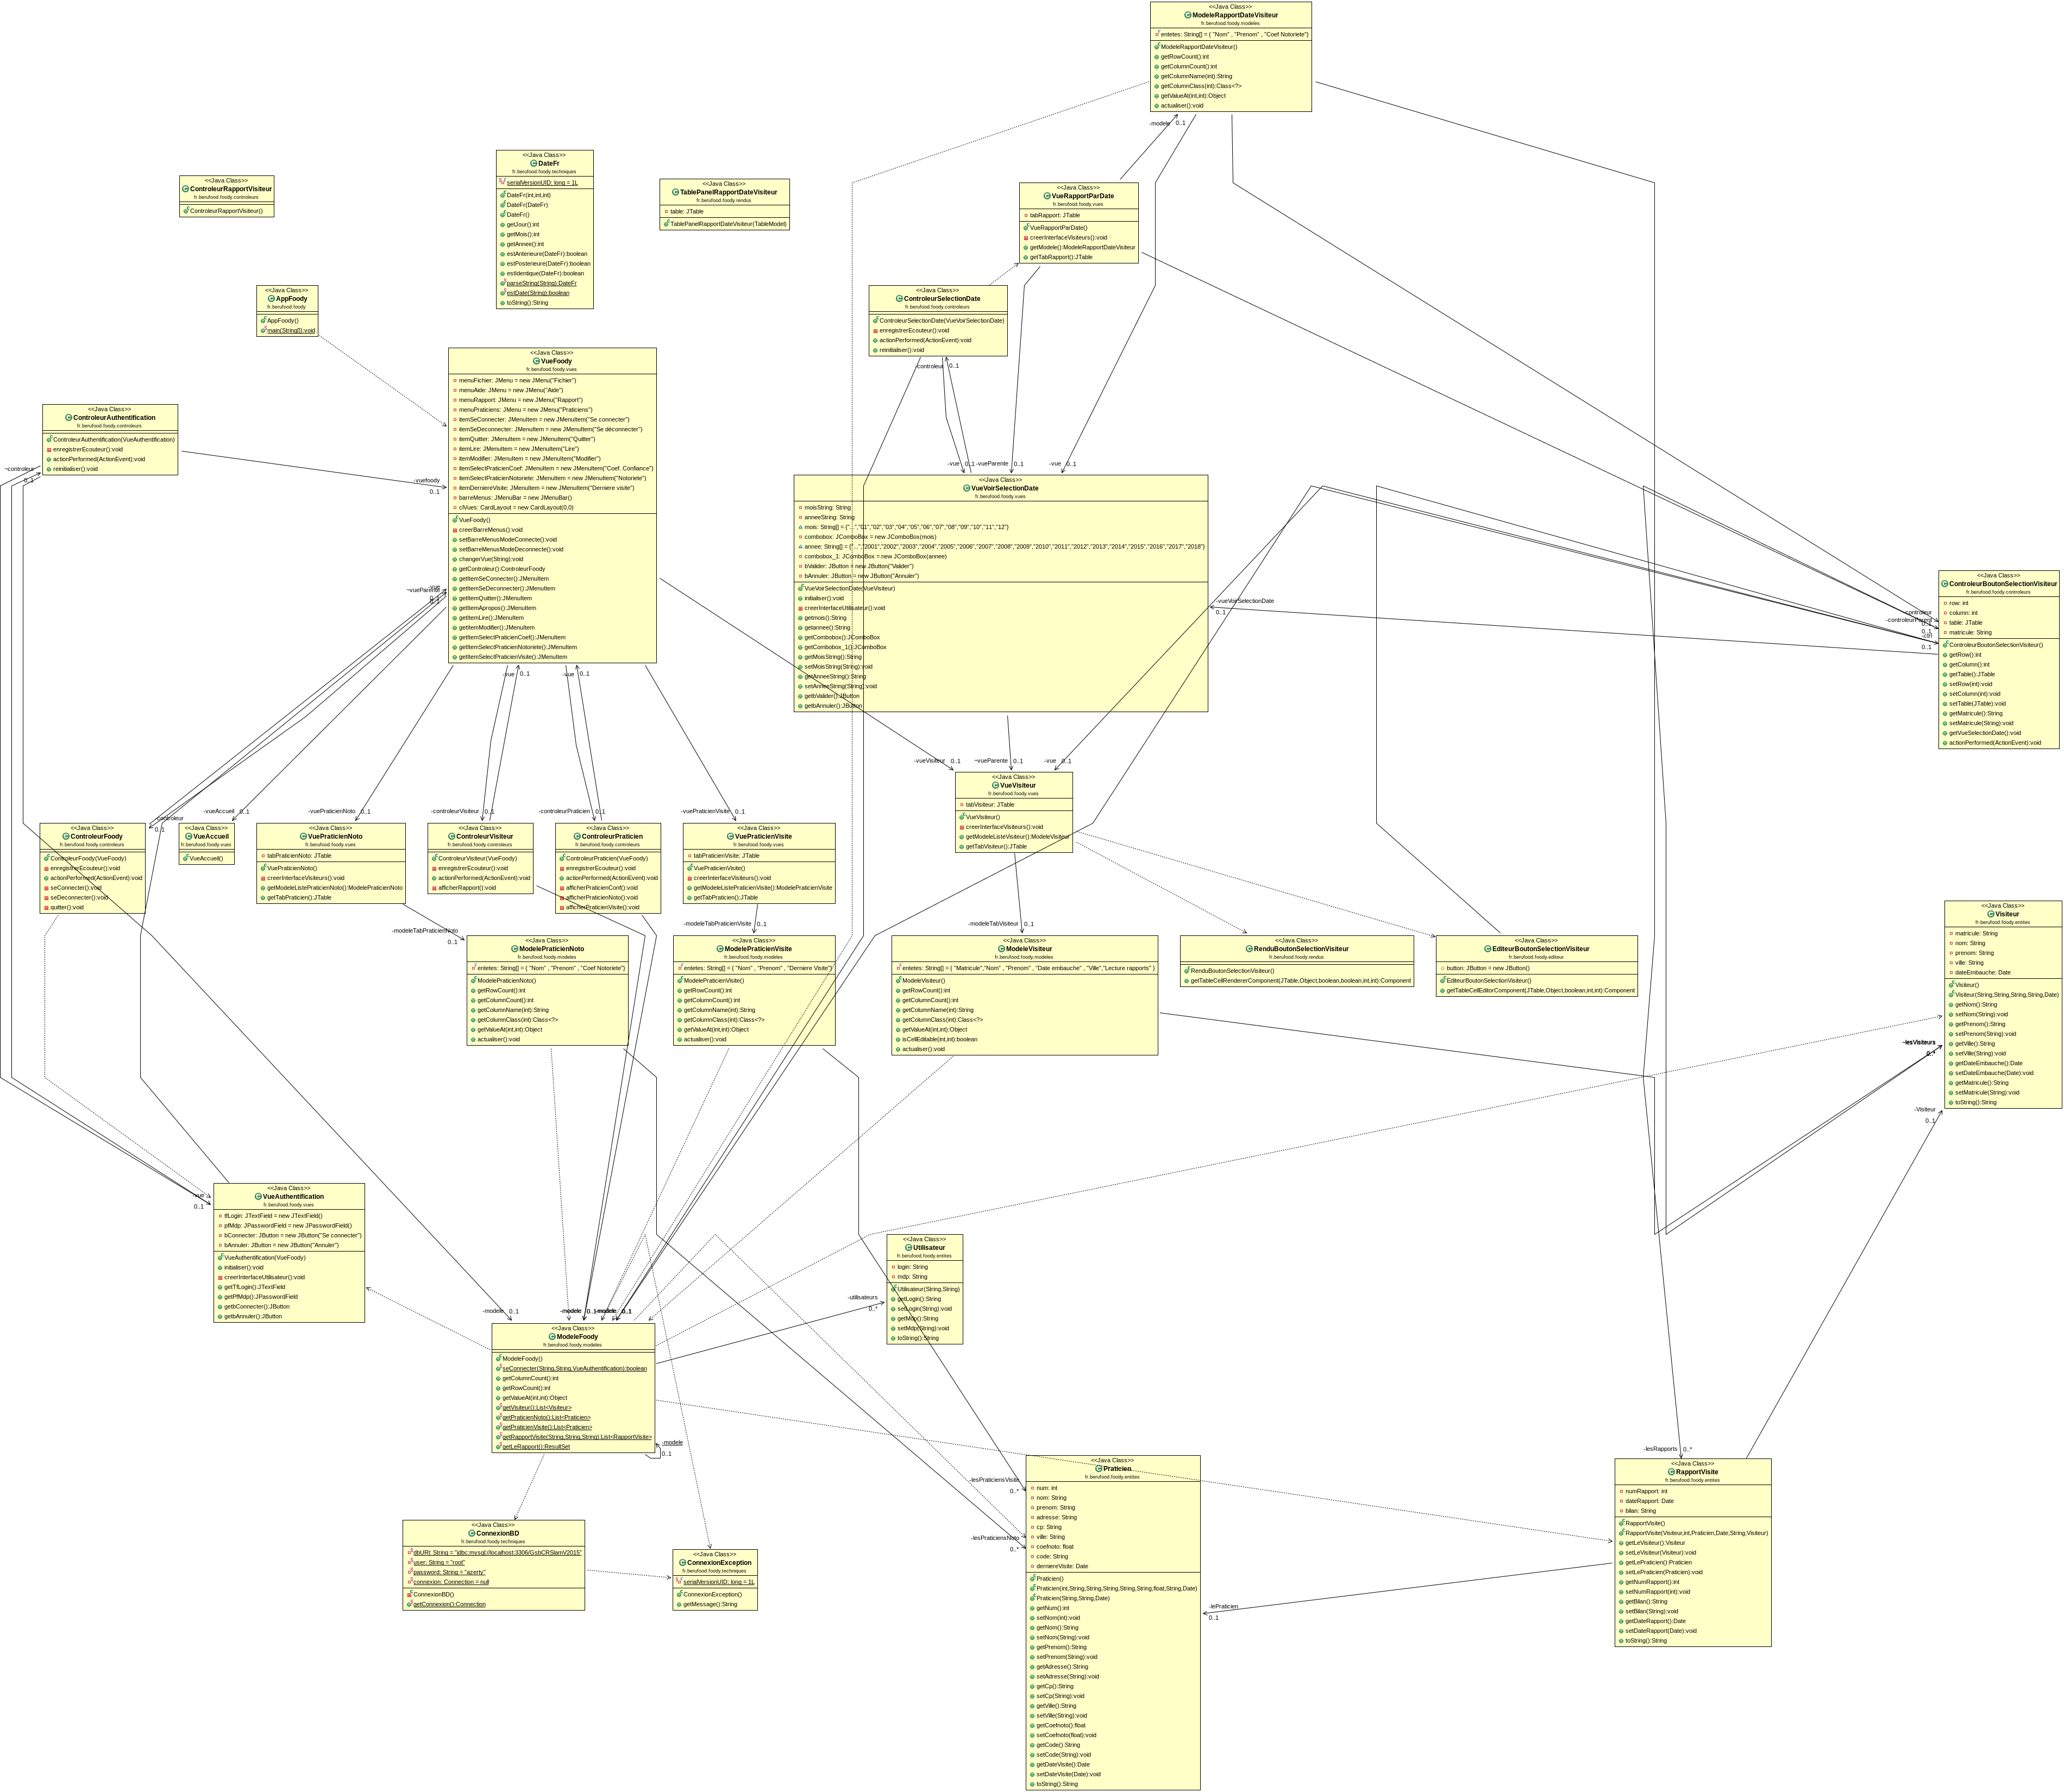 <<Java Class>>
ModeleRapportDateVisiteur
fr.berufood.foody.modeles
entetes: String[] = { "Nom" , "Prenom" , "Coef Notoriete"}
ModeleRapportDateVisiteur()
getRowCount():int
getColumnCount():int
getColumnName(int):String
getColumnClass(int):Class<?>
getValueAt(int,int):Object
actualiser():void
-modele 0..1
<<Java Class>>
ControleurRapportVisiteur
fr.berufood.foody.controleurs
ControleurRapportVisiteur()
<<Java Class>>
DateFr
fr.berufood.foody.techniques
serialVersionUID: long = 1L
DateFr(int,int,int)
DateFr(DateFr)
DateFr()
getJour():int
getMois():int
getAnnee():int
estAnterieure(DateFr):boolean
estPosterieure(DateFr):boolean
estIdentique(DateFr):boolean
parseString(String):DateFr
estDate(String):boolean
toString():String
<<Java Class>>
TablePanelRapportDateVisiteur
fr.berufood.foody.rendus
table: JTable
TablePanelRapportDateVisiteur(TableModel)
<<Java Class>>
VueRapportParDate
fr.berufood.foody.vues
tabRapport: JTable
VueRapportParDate()
creerInterfaceVisiteurs():void
getModele():ModeleRapportDateVisiteur
getTabRapport():JTable
<<Java Class>>
AppFoody
fr.berufood.foody
AppFoody()
main(String[]):void
<<Java Class>>
ControleurSelectionDate
fr.berufood.foody.controleurs
ControleurSelectionDate(VueVoirSelectionDate)
enregistrerEcouteur():void
actionPerformed(ActionEvent):void
reinitialiser():void
-controleur 0..1
<<Java Class>>
VueFoody
fr.berufood.foody.vues
menuFichier: JMenu = new JMenu("Fichier")
menuAide: JMenu = new JMenu("Aide")
menuRapport: JMenu = new JMenu("Rapport")
menuPraticiens: JMenu = new JMenu("Praticiens")
itemSeConnecter: JMenuItem = new JMenuItem("Se connecter")
itemSeDeconnecter: JMenuItem = new JMenuItem("Se déconnecter")
itemQuitter: JMenuItem = new JMenuItem("Quitter")
itemLire: JMenuItem = new JMenuItem("Lire")
itemModifier: JMenuItem = new JMenuItem("Modifier")
itemSelectPraticienCoef: JMenuItem = new JMenuItem("Coef. Confiance")
itemSelectPraticienNotoriete: JMenuItem = new JMenuItem("Notoriete")
itemDerniereVisite: JMenuItem = new JMenuItem("Derniere visite")
barreMenus: JMenuBar = new JMenuBar()
clVues: CardLayout = new CardLayout(0,0)
VueFoody()
creerBarreMenus():void
setBarreMenusModeConnecte():void
setBarreMenusModeDeconnecte():void
changerVue(String):void
getControleur():ControleurFoody
getItemSeConnecter():JMenuItem
getItemSeDeconnecter():JMenuItem
getItemQuitter():JMenuItem
getItemApropos():JMenuItem
getItemLire():JMenuItem
getItemModifier():JMenuItem
getItemSelectPraticienCoef():JMenuItem
getItemSelectPraticienNotoriete():JMenuItem
getItemSelectPraticienVisite():JMenuItem
<<Java Class>>
ControleurAuthentification
fr.berufood.foody.controleurs
ControleurAuthentification(VueAuthentification)
enregistrerEcouteur():void
actionPerformed(ActionEvent):void
reinitialiser():void
~controleur
0..1
-vuefoody
0..1
-vue 0..1
-vueParente 0..1
-vue 0..1
<<Java Class>>
VueVoirSelectionDate
fr.berufood.foody.vues
moisString: String
anneeString: String
mois: String[] = {"...","01","02","03","04","05","06","07","08","09","10","11","12"}
combobox: JComboBox = new JComboBox(mois)
annee: String[] = {"...","2001","2002","2003","2004","2005","2006","2007","2008","2009","2010","2011","2012","2013","2014","2015","2016","2017","2018"}
combobox_1: JComboBox = new JComboBox(annee)
bValider: JButton = new JButton("Valider")
bAnnuler: JButton = new JButton("Annuler")
VueVoirSelectionDate(VueVisiteur)
initialiser():void
creerInterfaceUtilisateur():void
getmois():String
getannee():String
getCombobox():JComboBox
getCombobox_1():JComboBox
getMoisString():String
setMoisString(String):void
getAnneeString():String
setAnneeString(String):void
getbValider():JButton
getbAnnuler():JButton
-vueVoirSelectionDate
0..1
<<Java Class>>
ControleurBoutonSelectionVisiteur
fr.berufood.foody.controleurs
row: int
column: int
table: JTable
matricule: String
ControleurBoutonSelectionVisiteur()
getRow():int
getColumn():int
getTable():JTable
setRow(int):void
setColumn(int):void
setTable(JTable):void
getMatricule():String
setMatricule(String):void
getVueSelectionDate():void
actionPerformed(ActionEvent):void
-controleur
-controleurParent
0..1
-ctrl
0..1
-vue
~vueParente
0..1
-vue 0..1
-vue 0..1
-vueVisiteur 0..1
~vueParente 0..1
-vue 0..1
<<Java Class>>
VueVisiteur
fr.berufood.foody.vues
tabVisiteur: JTable
VueVisiteur()
creerInterfaceVisiteurs():void
getModeleListeVisiteur():ModeleVisiteur
getTabVisiteur():JTable
-controleur
0..1
-vueAccueil 0..1
-vuePraticienNoto 0..1
-controleurVisiteur 0..1
-controleurPraticien 0..1
-vuePraticienVisite 0..1
<<Java Class>>
ControleurFoody
fr.berufood.foody.controleurs
ControleurFoody(VueFoody)
enregistrerEcouteur():void
actionPerformed(ActionEvent):void
seConnecter():void
seDeconnecter():void
quitter():void
<<Java Class>>
VueAccueil
fr.berufood.foody.vues
VueAccueil()
<<Java Class>>
VuePraticienNoto
fr.berufood.foody.vues
tabPraticienNoto: JTable
VuePraticienNoto()
creerInterfaceVisiteurs():void
getModeleListePraticienNoto():ModelePraticienNoto
getTabPraticien():JTable
<<Java Class>>
ControleurVisiteur
fr.berufood.foody.controleurs
ControleurVisiteur(VueFoody)
enregistrerEcouteur():void
actionPerformed(ActionEvent):void
afficherRapport():void
<<Java Class>>
ControleurPraticien
fr.berufood.foody.controleurs
ControleurPraticien(VueFoody)
enregistrerEcouteur():void
actionPerformed(ActionEvent):void
afficherPraticienConf():void
afficherPraticienNoto():void
afficherPraticienVisite():void
<<Java Class>>
VuePraticienVisite
fr.berufood.foody.vues
tabPraticienVisite: JTable
VuePraticienVisite()
creerInterfaceVisiteurs():void
getModeleListePraticienVisite():ModelePraticienVisite
getTabPraticien():JTable
-modeleTabPraticienNoto
0..1
-modeleTabPraticienVisite 0..1
-modeleTabVisiteur 0..1
<<Java Class>>
ModelePraticienNoto
fr.berufood.foody.modeles
entetes: String[] = { "Nom" , "Prenom" , "Coef Notoriete"}
ModelePraticienNoto()
getRowCount():int
getColumnCount():int
getColumnName(int):String
getColumnClass(int):Class<?>
getValueAt(int,int):Object
actualiser():void
<<Java Class>>
ModelePraticienVisite
fr.berufood.foody.modeles
entetes: String[] = { "Nom" , "Prenom" , "Derniere Visite"}
ModelePraticienVisite()
getRowCount():int
getColumnCount():int
getColumnName(int):String
getColumnClass(int):Class<?>
getValueAt(int,int):Object
actualiser():void
<<Java Class>>
ModeleVisiteur
fr.berufood.foody.modeles
entetes: String[] = { "Matricule","Nom" , "Prenom" , "Date embauche" , "Ville","Lecture rapports" }
ModeleVisiteur()
getRowCount():int
getColumnCount():int
getColumnName(int):String
getColumnClass(int):Class<?>
getValueAt(int,int):Object
isCellEditable(int,int):boolean
actualiser():void
<<Java Class>>
RenduBoutonSelectionVisiteur
fr.berufood.foody.rendus
RenduBoutonSelectionVisiteur()
getTableCellRendererComponent(JTable,Object,boolean,boolean,int,int):Component
<<Java Class>>
EditeurBoutonSelectionVisiteur
fr.berufood.foody.editeur
button: JButton = new JButton()
EditeurBoutonSelectionVisiteur()
getTableCellEditorComponent(JTable,Object,boolean,int,int):Component
<<Java Class>>
Visiteur
fr.berufood.foody.entites
matricule: String
nom: String
prenom: String
ville: String
dateEmbauche: Date
Visiteur()
Visiteur(String,String,String,String,Date)
getNom():String
setNom(String):void
getPrenom():String
setPrenom(String):void
getVille():String
setVille(String):void
getDateEmbauche():Date
setDateEmbauche(Date):void
getMatricule():String
setMatricule(String):void
toString():String
-lesVisiteurs
0..*
-Visiteur
0..1
-vue
0..1
<<Java Class>>
VueAuthentification
fr.berufood.foody.vues
tfLogin: JTextField = new JTextField()
pfMdp: JPasswordField = new JPasswordField()
bConnecter: JButton = new JButton("Se connecter")
bAnnuler: JButton = new JButton("Annuler")
VueAuthentification(VueFoody)
initialiser():void
creerInterfaceUtilisateur():void
getTfLogin():JTextField
getPfMdp():JPasswordField
getbConnecter():JButton
getbAnuler():JButton
<<Java Class>>
Utilisateur
fr.berufood.foody.entites
login: String
mdp: String
Utilisateur(String,String)
getLogin():String
setLogin(String):void
getMdp():String
setMdp(String):void
toString():String
-utilisateurs
0..*
-modele 0..1
-modele 0..1
-modele 0..1
<<Java Class>>
ModeleFoody
fr.berufood.foody.modeles
ModeleFoody()
seConnecter(String,String,VueAuthentification):boolean
getColumnCount():int
getRowCount():int
getValueAt(int,int):Object
getVisiteur():List<Visiteur>
getPraticienNoto():List<Praticien>
getPraticienVisite():List<Praticien>
getRapportVisite(String,String,String):List<RapportVisite>
getLeRapport():ResultSet
-modele
0..1
<<Java Class>>
ConnexionBD
fr.berufood.foody.techniques
dbURI: String = "jdbc:mysql://localhost:3306/GsbCRSlamV2015"
user: String = "root"
password: String = "azerty"
connexion: Connection = null
ConnexionBD()
getConnexion():Connection
<<Java Class>>
ConnexionException
fr.berufood.foody.techniques
serialVersionUID: long = 1L
ConnexionException()
getMessage():String
-lesPraticiensVisite
0..*
-lesPraticiensNoto
0..*
<<Java Class>>
Praticien
fr.berufood.foody.entites
num: int
nom: String
prenom: String
adresse: String
cp: String
ville: String
coefnoto: float
code: String
derniereVisite: Date
Praticien()
Praticien(int,String,String,String,String,String,float,String,Date)
Praticien(String,String,Date)
getNum():int
setNom(int):void
getNom():String
setNom(String):void
getPrenom():String
setPrenom(String):void
getAdresse():String
setAdresse(String):void
getCp():String
setCp(String):void
getVille():String
setVille(String):void
getCoefnoto():float
setCoefnoto(float):void
getCode():String
setCode(String):void
getDateVisite():Date
setDateVisite(Date):void
toString():String
-lesRapports 0..*
<<Java Class>>
RapportVisite
fr.berufood.foody.entites
numRapport: int
dateRapport: Date
bilan: String
RapportVisite()
RapportVisite(Visiteur,int,Praticien,Date,String,Visiteur)
getLeVisiteur():Visiteur
setLeVisiteur(Visiteur):void
getLePraticien():Praticien
setLePraticien(Praticien):void
getNumRapport():int
setNumRapport(int):void
getBilan():String
setBilan(String):void
getDateRapport():Date
setDateRapport(Date):void
toString():String
-lePraticien
0..1